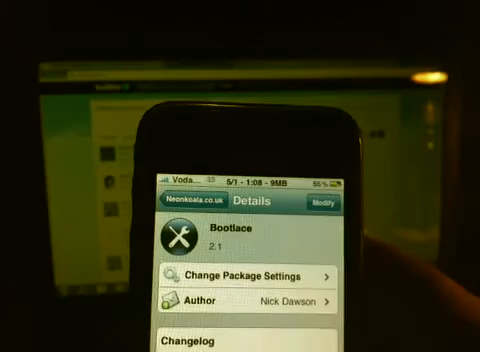 Voda... 5/1 - 1:08 - 9MB 55%
Neonkoala.co.uk Details Modify
Bootlace
2.1
Change Package Settings
Author Nick Dawson
Changelog